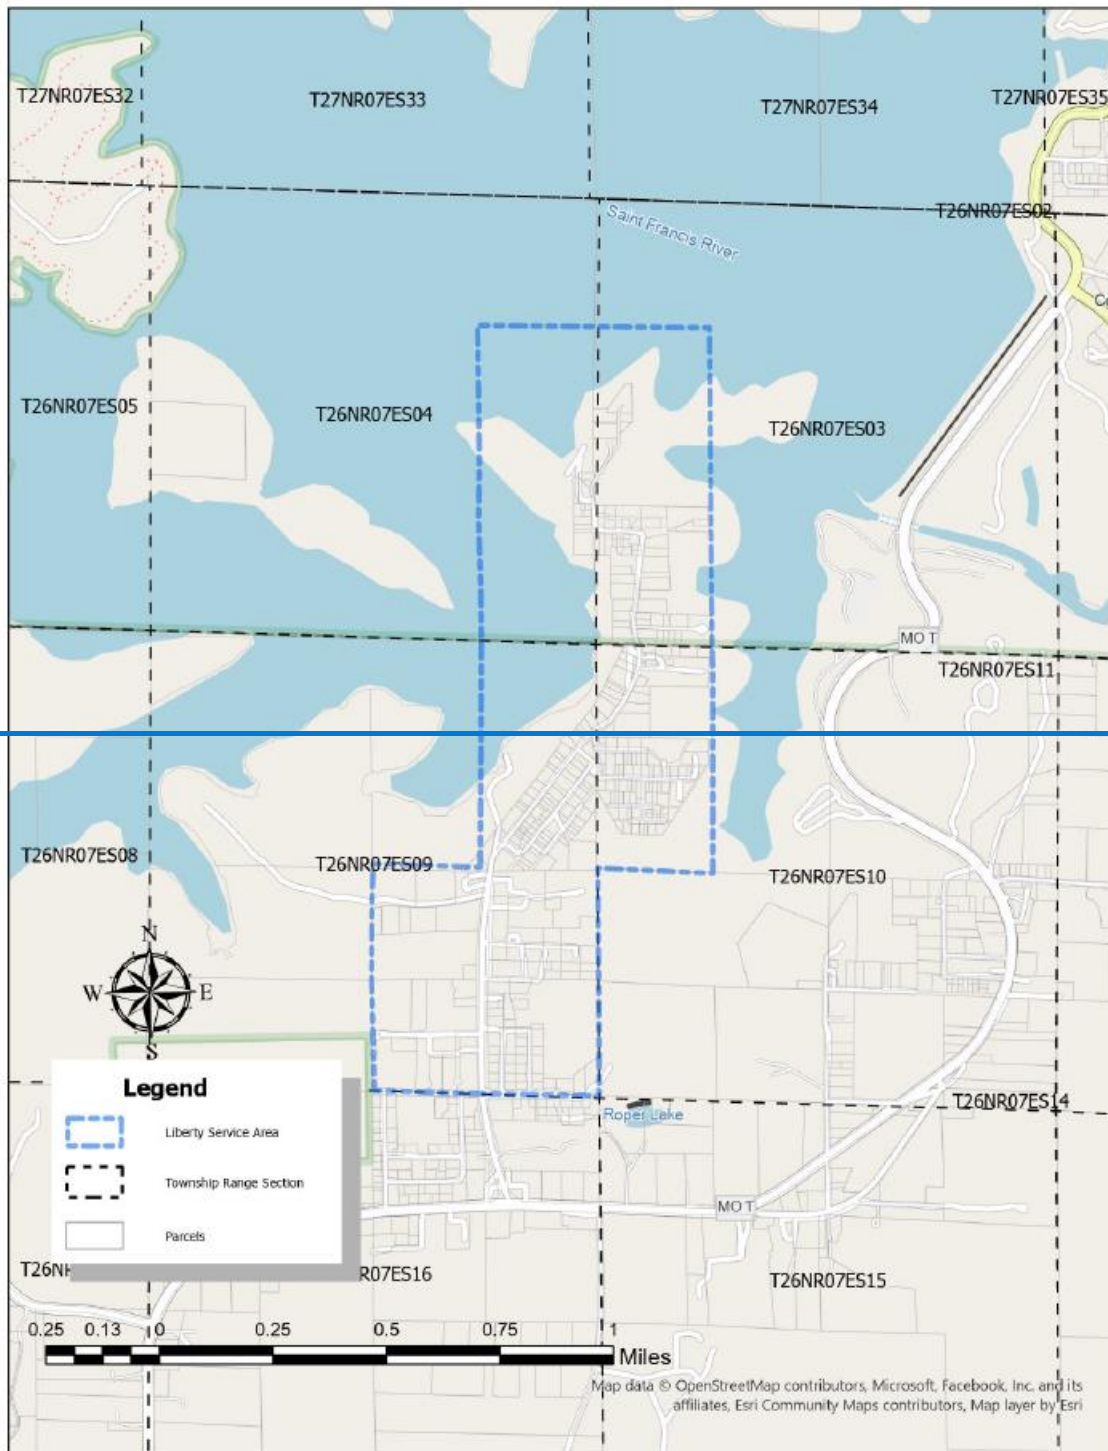 T27NR07ES32
T27NR07ES33
T27NR07ES34
T27NR07ES35
T26NR07ES02
Saint Francis River
T26NR07ES05
T26NR07ES04
T26NR07ES03
MO T
T26NR07ES11
T26NR07ES08
T26NR07ES09
T26NR07ES10
N
W E
S
Legend
Liberty Service Area
Township Range Section
Parcels
Roper Lake
T26NR07ES14
MO T
R07ES16
T26NR07ES15
0.25 0.13 0 0.25 0.5 0.75 1
Miles
Map data © OpenStreetMap contributors, Microsoft, Facebook, Inc. and its
affiliates, Esri Community Maps contributors, Map layer by Esri